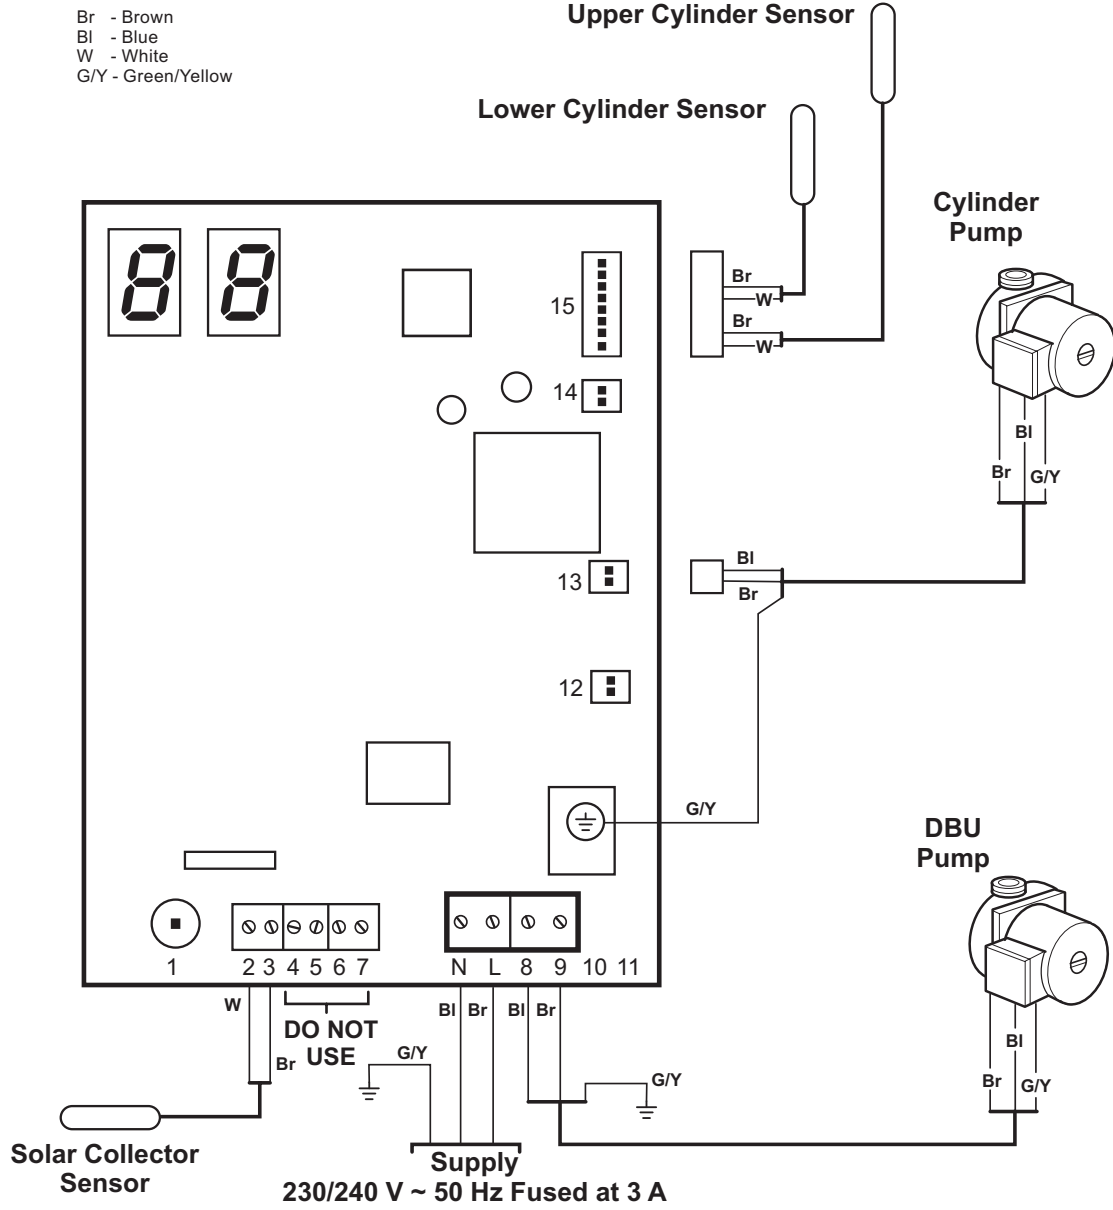 Br - Brown
Bl - Blue
W - White
G/Y - Green/Yellow
Upper Cylinder Sensor
Lower Cylinder Sensor
Cylinder
Pump
8 8
15
Br
W
Br
W
14
Bl
Br
G/Y
13
Bl
Br
12
G/Y
DBU
Pump
1 2 3 4 5 6 7 N L 8 9 10 11
W
Br
DO NOT
USE
Bl Br Bl Br
G/Y
G/Y
Bl
Br
G/Y
Solar Collector
Sensor
Supply
230/240 V ~ 50 Hz Fused at 3 A